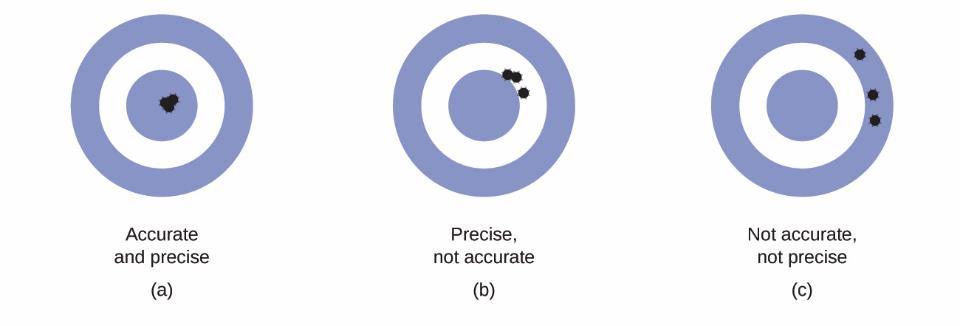 Accurate
and precise
(a)
Precise,
not accurate
(b)
Not accurate,
not precise
(c)